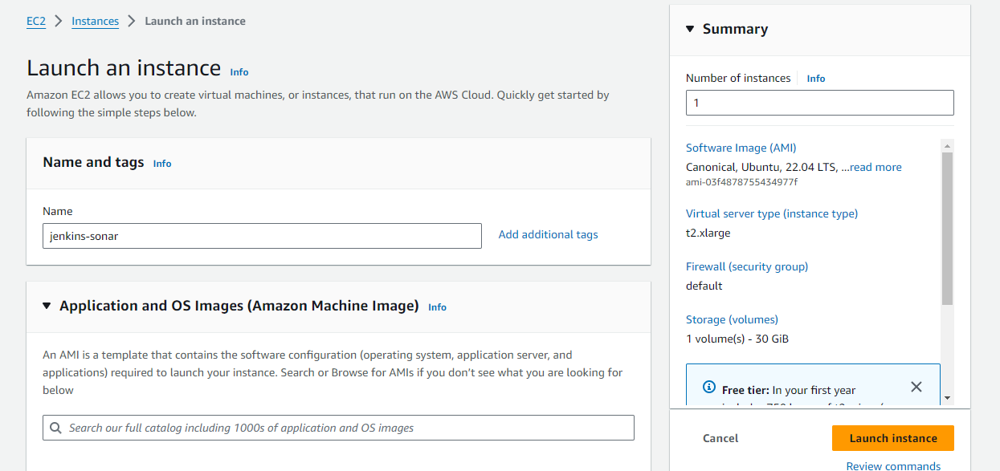 EC2 > Instances > Launch an instance
Launch an instance Info
Amazon EC2 allows you to create virtual machines, or instances, that run on the AWS Cloud. Quickly get started by
following the simple steps below.
Name and tags Info
Name
jenkins-sonar
Add additional tags
Application and OS Images (Amazon Machine Image) Info
An AMI is a template that contains the software configuration (operating system, application server, and
applications) required to launch your instance. Search or Browse for AMIs if you don’t see what you are looking for
below
Search our full catalog including 1000s of application and OS images
Summary
Number of instances Info
1
Software Image (AMI)
Canonical, Ubuntu, 22.04 LTS, ...read more
ami-03f4878755434977f
Virtual server type (instance type)
t2.xlarge
Firewall (security group)
default
Storage (volumes)
1 volume(s) - 30 GiB
Free tier: In your first year
Cancel
Launch instance
Review commands